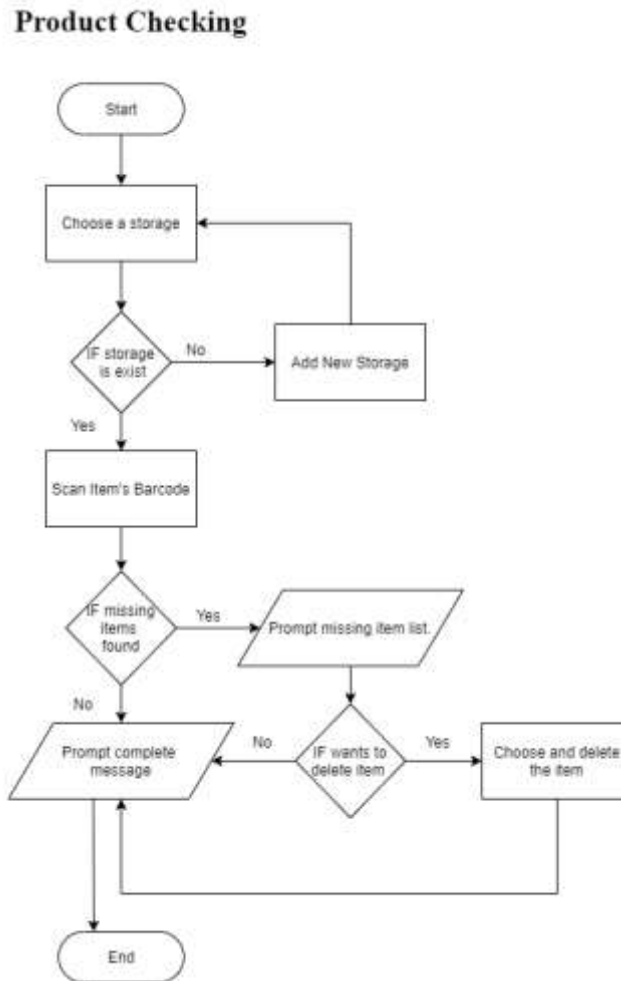 Product Checking
Start
Choose a storage
IF storage
is exist
No
Add New Storage
Yes
Scan Item's Barcode
IF missing
items
found
Yes
Prompt missing item list.
No
Prompt complete
message
No
IF wants to
delete item
Yes
Choose and delete
the item
End